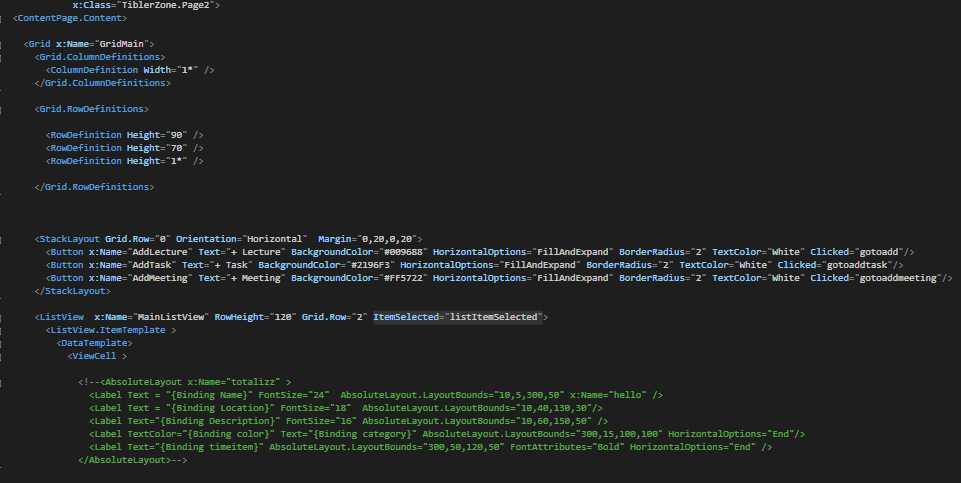 x:Class="TiblerZone.Page2">
<ContentPage.Content>
<Grid x:Name="GridMain">
<Grid.ColumnDefinitions>
<ColumnDefinition Width="1*" />
</Grid.ColumnDefinitions>
<Grid.RowDefinitions>
<RowDefinition Height="90" />
<RowDefinition Height="70" />
<RowDefinition Height="1*" />
</Grid.RowDefinitions>
<StackLayout Grid.Row="0" Orientation="Horizontal"  Margin="0,20,0,20">
<Button x:Name="AddLecture" Text="+ Lecture" BackgroundColor="#009688" HorizontalOptions="FillAndExpand" BorderRadius="2" TextColor="White" Clicked="gotoadd"/>
<Button x:Name="AddTask" Text="+ Task" BackgroundColor="#2196F3" HorizontalOptions="FillAndExpand" BorderRadius="2" TextColor="White" Clicked="gotoaddtask"/>
<Button x:Name="AddMeeting" Text="+ Meeting" BackgroundColor="#FF5722" HorizontalOptions="FillAndExpand" BorderRadius="2" TextColor="White" Clicked="gotoaddmeeting"/>
</StackLayout>
<ListView  x:Name="MainListView" RowHeight="120" Grid.Row="2" ItemSelected="listItemSelected">
<ListView.ItemTemplate >
<DataTemplate>
<ViewCell >
<!--<AbsoluteLayout x:Name="totalizz" >
<Label Text = "{Binding Name}" FontSize="24"  AbsoluteLayout.LayoutBounds="10,5,300,50" x:Name="hello" />
<Label Text = "{Binding Location}" FontSize="18"  AbsoluteLayout.LayoutBounds="10,40,130,30"/>
<Label Text="{Binding Description}" FontSize="16" AbsoluteLayout.LayoutBounds="10,60,150,50" />
<Label TextColor="{Binding color}" Text="{Binding category}" AbsoluteLayout.LayoutBounds="300,15,100,100" HorizontalOptions="End"/>
<Label Text="{Binding timeitem}" AbsoluteLayout.LayoutBounds="300,50,120,50" FontAttributes="Bold" HorizontalOptions="End" />
</AbsoluteLayout>-->